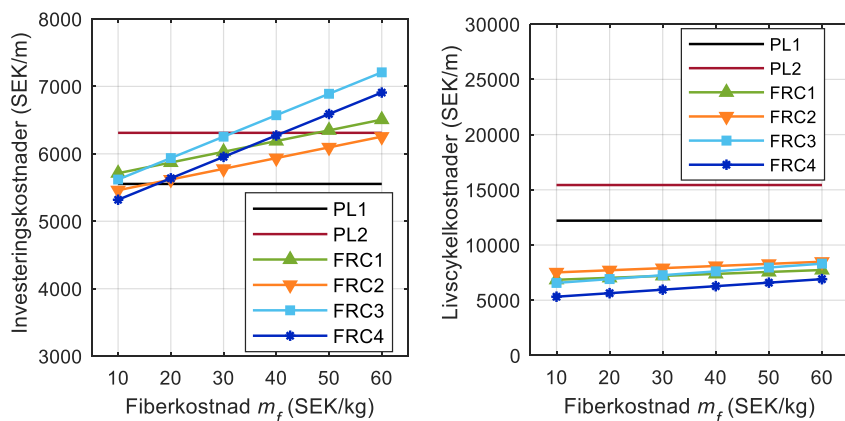 Investeringskostnader (SEK/m)
8000
7000
6000
5000
4000
3000
10 20 30 40 50 60
Fiberkostnad m_f (SEK/kg)
PL1
PL2
FRC1
FRC2
FRC3
FRC4
Livscykelkostnader (SEK/m)
30000
25000
20000
15000
10000
5000
0
10 20 30 40 50 60
Fiberkostnad m_f (SEK/kg)
PL1
PL2
FRC1
FRC2
FRC3
FRC4